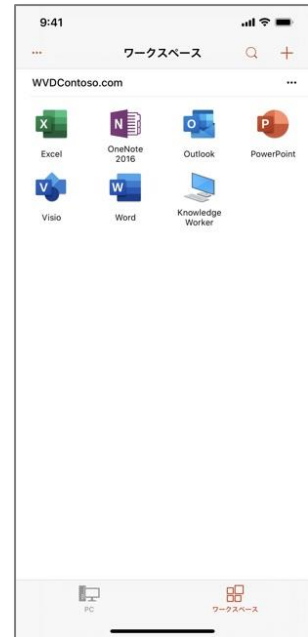 9:41
ワークスペース
WVDContoso.com
Excel
OneNote
2016
Outlook
PowerPoint
Visio
Word
Knowledge
Worker
PC
ワークスペース